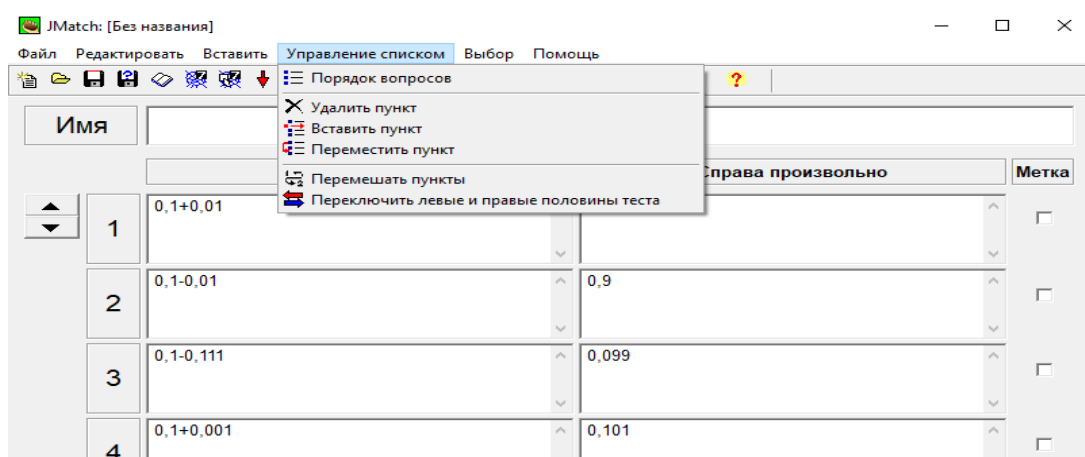 JMatch: [Без названия]
Файл Редактировать Вставить Управление списком Выбор Помощь
Порядок вопросов
?
Удалить пункт
Имя
Вставить пункт
Переместить пункт
Перемешать пункты
Справа произвольно
Метка
Переключить левые и правые половины теста
1
0,1+0,01
2
0,1-0,01
0,9
3
0,1-0,111
0,099
4
0,1+0,001
0,101